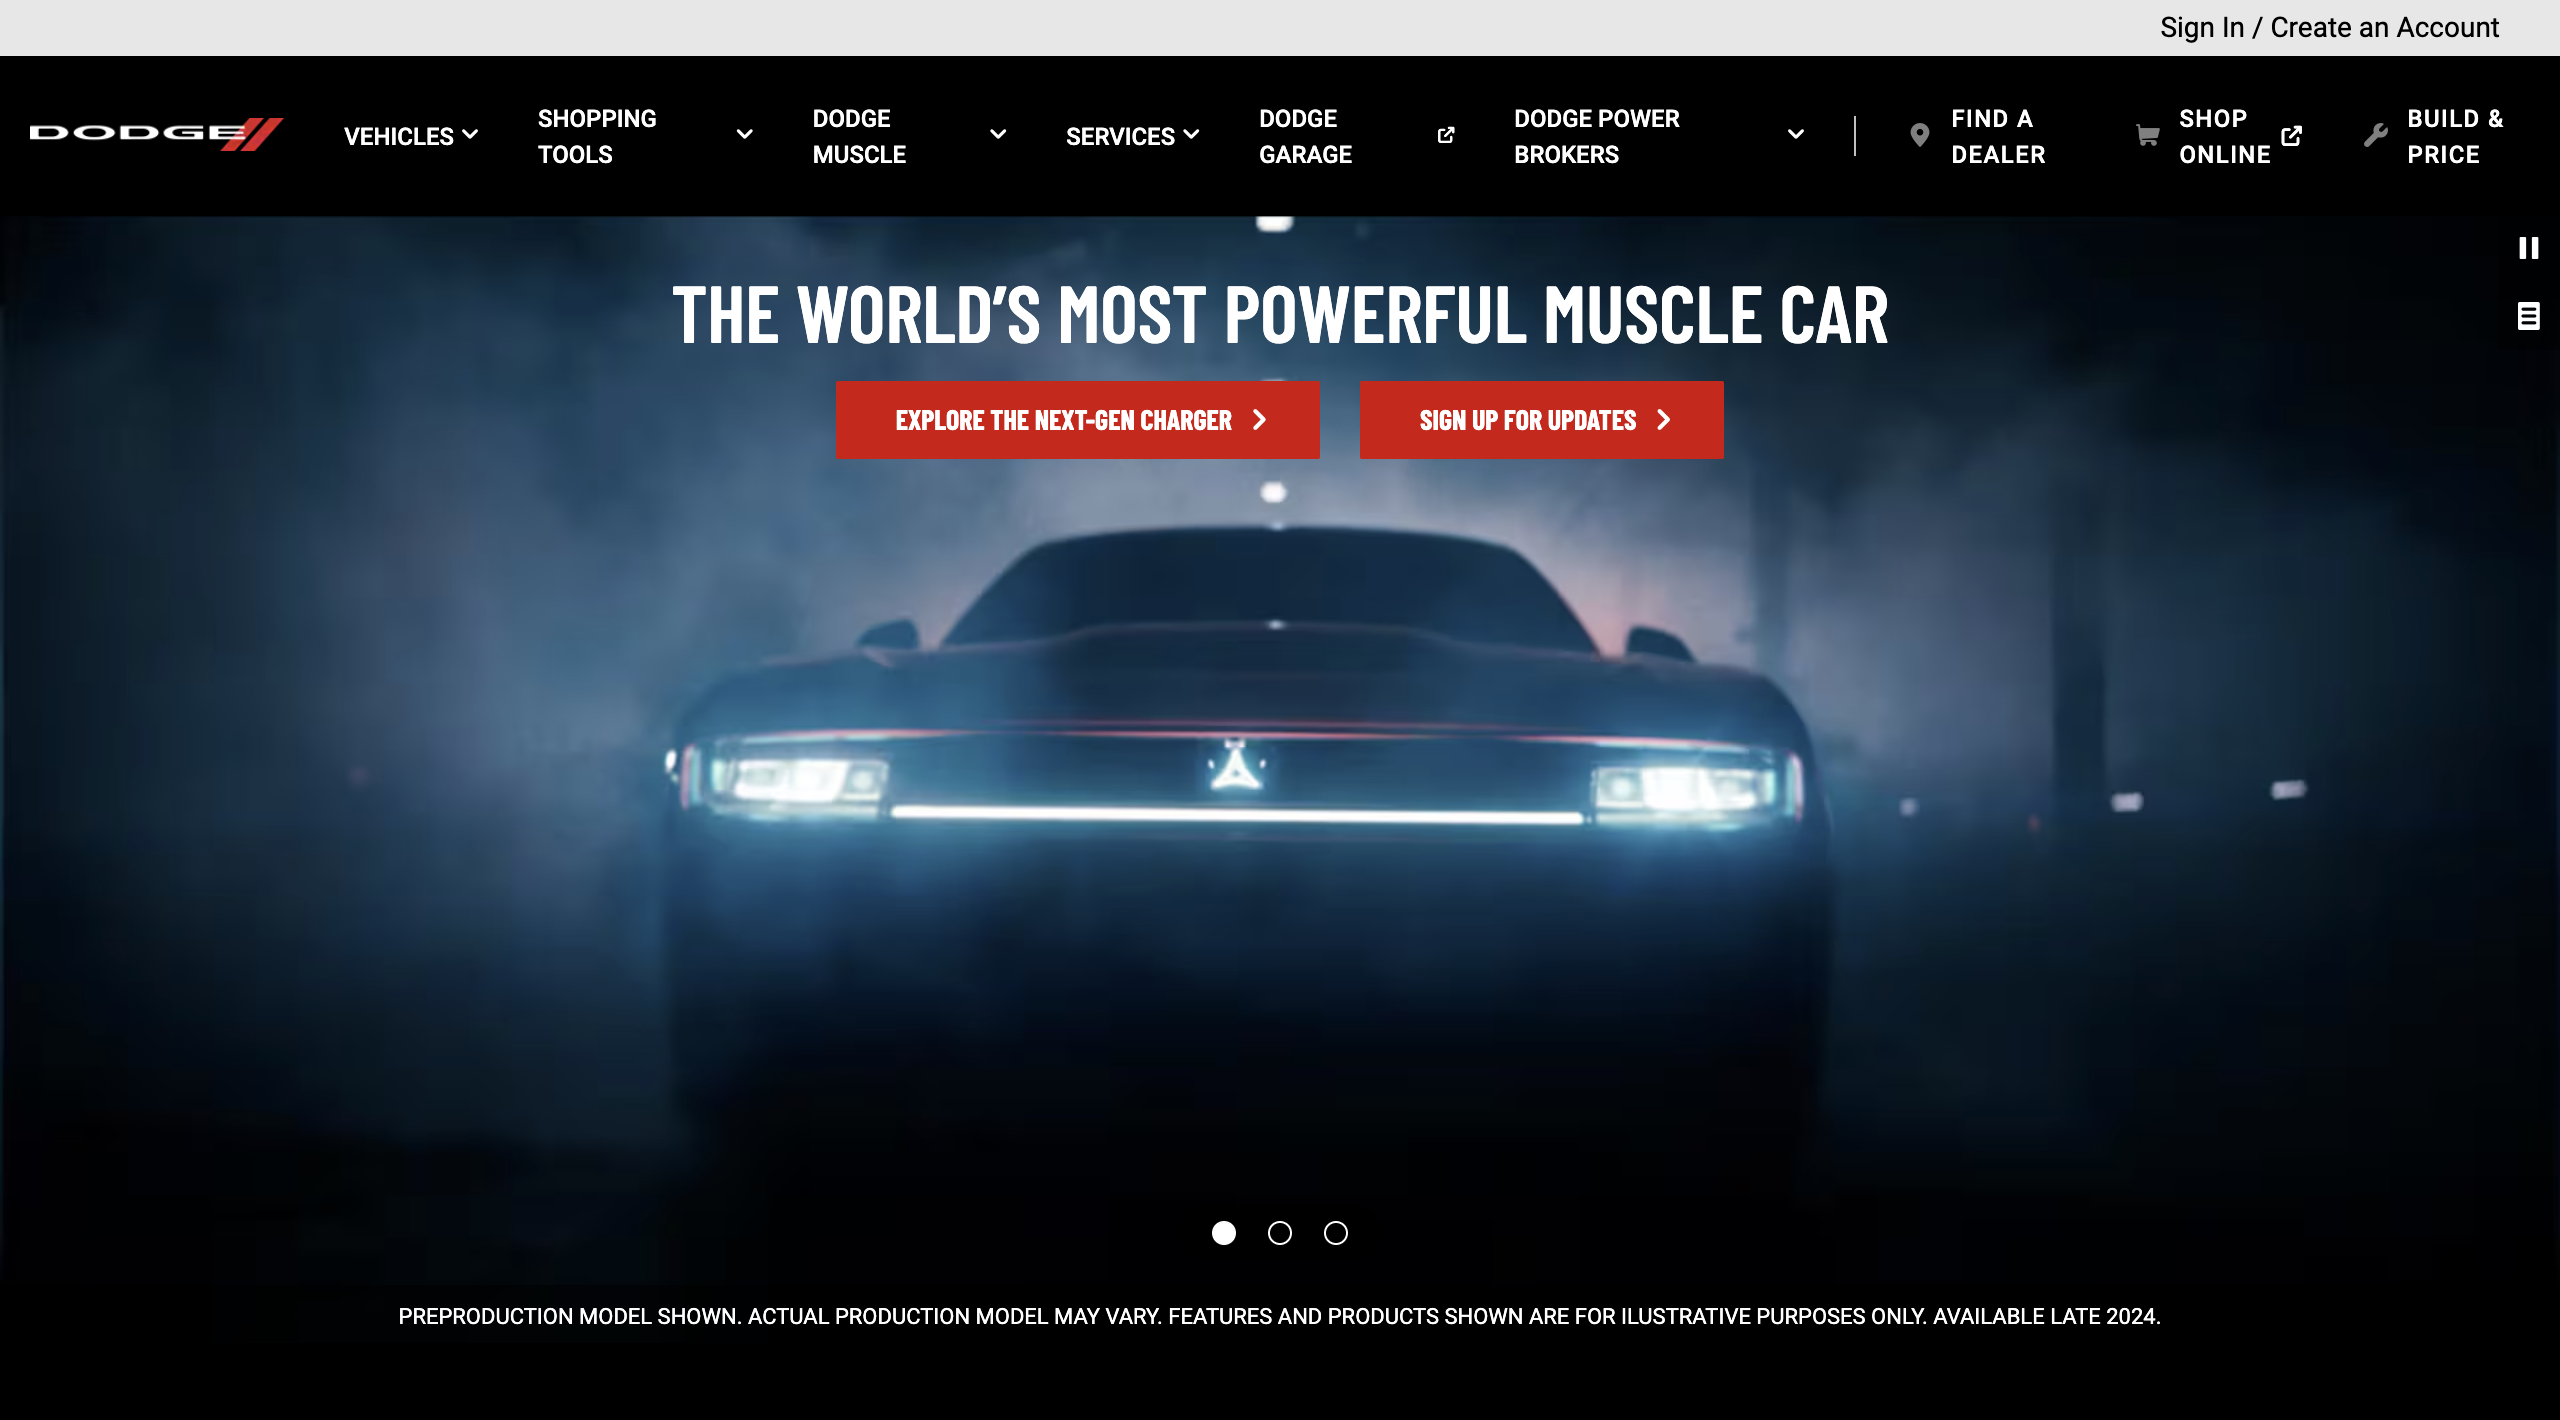 Sign In / Create an Account
DODGE
VEHICLES
SHOPPING
TOOLS
DODGE
MUSCLE
SERVICES
DODGE
GARAGE
DODGE POWER
BROKERS
FIND A
DEALER
SHOP
ONLINE
BUILD &
PRICE
THE WORLD’S MOST POWERFUL MUSCLE CAR
EXPLORE THE NEXT-GEN CHARGER
SIGN UP FOR UPDATES
PREPRODUCTION MODEL SHOWN. ACTUAL PRODUCTION MODEL MAY VARY. FEATURES AND PRODUCTS SHOWN ARE FOR ILUSTRATIVE PURPOSES ONLY. AVAILABLE LATE 2024.